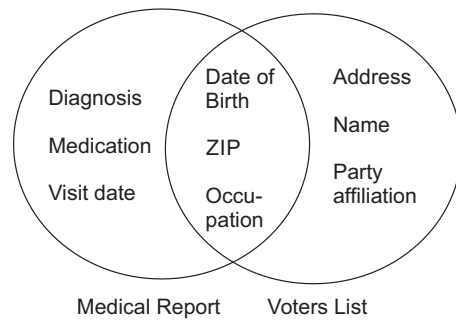 Diagnosis
Medication
Visit date
Date of
Birth
ZIP
Occu-
pation
Address
Name
Party
affiliation
Medical Report
Voters List